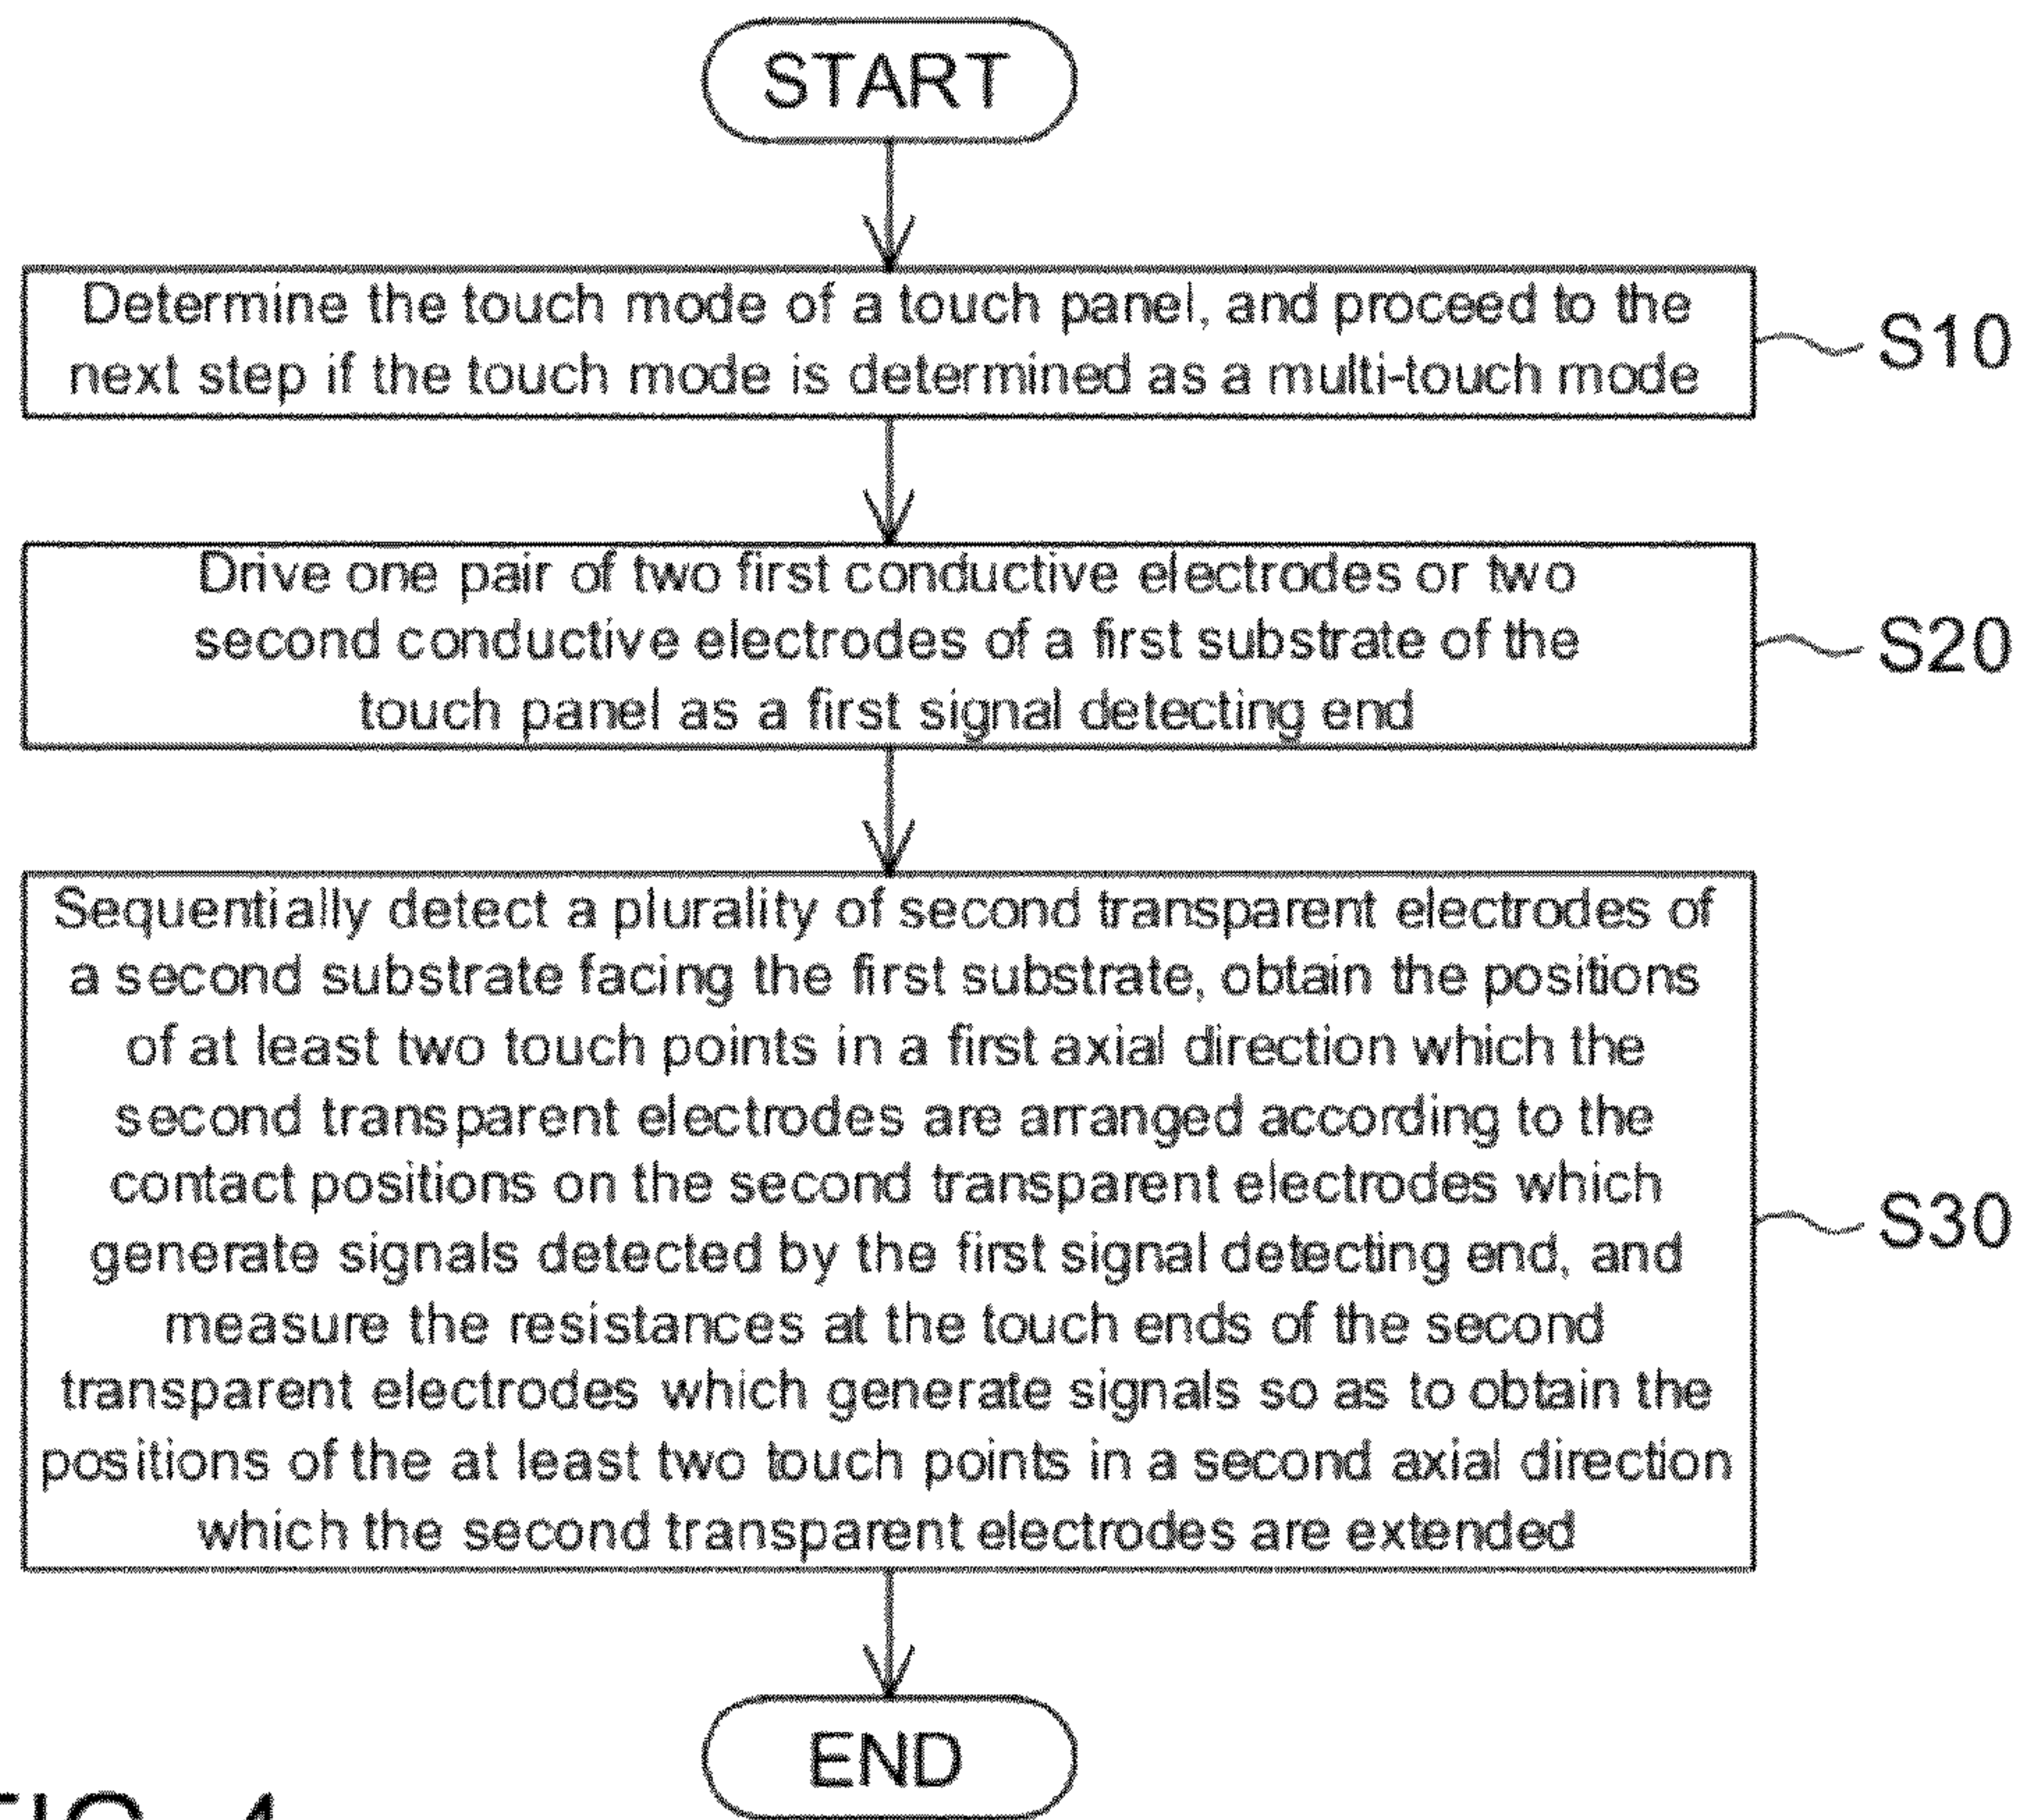 START
Determine the touch mode of a touch panel, and proceed to the
next step if the touch mode is determined as a multi-touch mode
S10
Drive one pair of two first conductive electrodes or two
second conductive electrodes of a first substrate of the
touch panel as a first signal detecting end
S20
Sequentially detect a plurality of second transparent electrodes of
a second substrate facing the first substrate, obtain the positions
of at least two touch points in a first axial direction which the
second transparent electrodes are arranged according to the
contact positions on the second transparent electrodes which
generate signals detected by the first signal detecting end, and
measure the resistances at the touch ends of the second
transparent electrodes which generate signals so as to obtain the
positions of the at least two touch points in a second axial direction
which the second transparent electrodes are extended
S30
END
FIG. 4